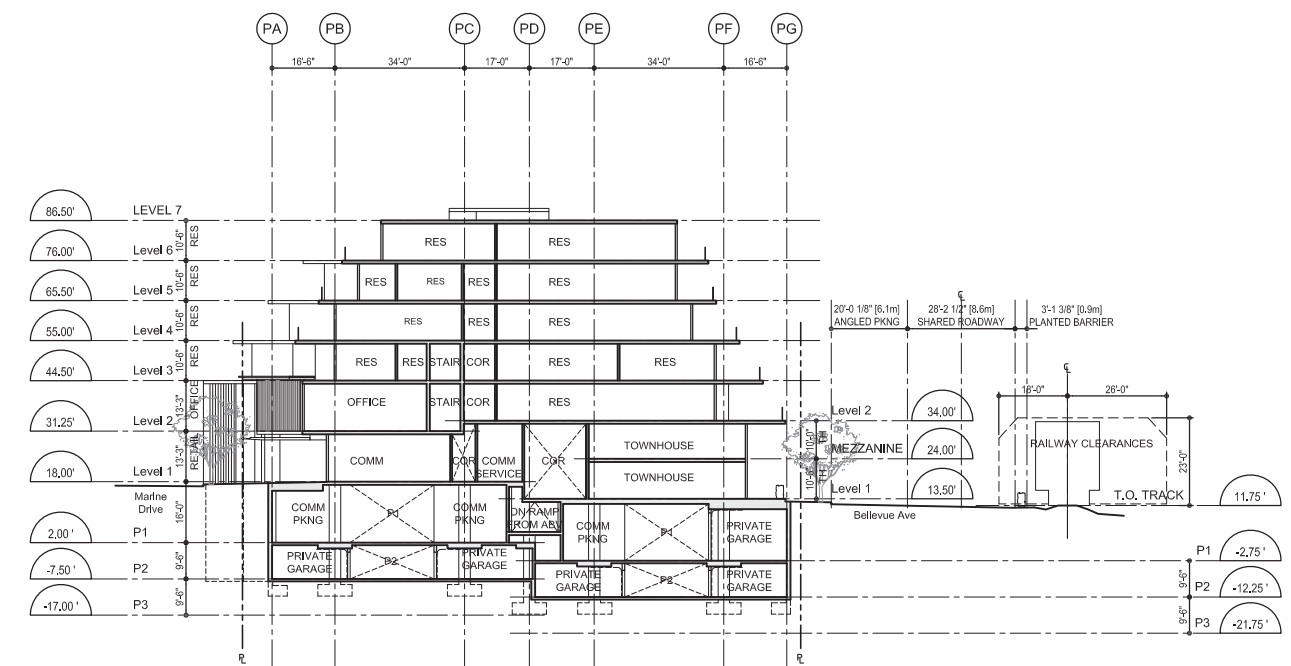 PA PB PC PD PE PF PG
16'-6" 34'-0" 17'-0" 17'-0" 34'-0" 16'-6"
86.50' LEVEL 7
10'-6" RES
RES RES
76.00' Level 6
10'-6" RES
RES RES RES RES
65.50' Level 5
10'-6" RES
RES RES RES
55.00' Level 4
10'-6" RES
RES RES STAIR COR RES RES
44.50' Level 3
13'-3" OFFICE
OFFICE STAIR COR RES
31.25' Level 2
13'-3" RETAIL
COMM COR COMM SERVICE COR
TOWNHOUSE
TOWNHOUSE
18.00' Level 1
Marine
Drive
16'-0"
COMM
PKNG
P1
COMM
PKNG
ON RAMP
FROM ABV
COMM
PKNG
P1
PRIVATE
GARAGE
2.00' P1
9'-6"
PRIVATE
GARAGE
P2
PRIVATE
GARAGE
PRIVATE
GARAGE
P2
PRIVATE
GARAGE
-7.50' P2
9'-6"
-17.00' P3
20'-0 1/8" [6.1m]
ANGLED PKNG
28'-2 1/2" [8.6m]
SHARED ROADWAY
3'-1 3/8" [0.9m]
PLANTED BARRIER
16'-0" 26'-0"
Level 2 34.00'
10'-0" TH
MEZZANINE 24.00'
10'-6" TH
Level 1 13.50'
RAILWAY CLEARANCES
23'-0"
T.O. TRACK 11.75'
Bellevue Ave
P1 -2.75'
9'-6"
P2 -12.25'
9'-6"
P3 -21.75'